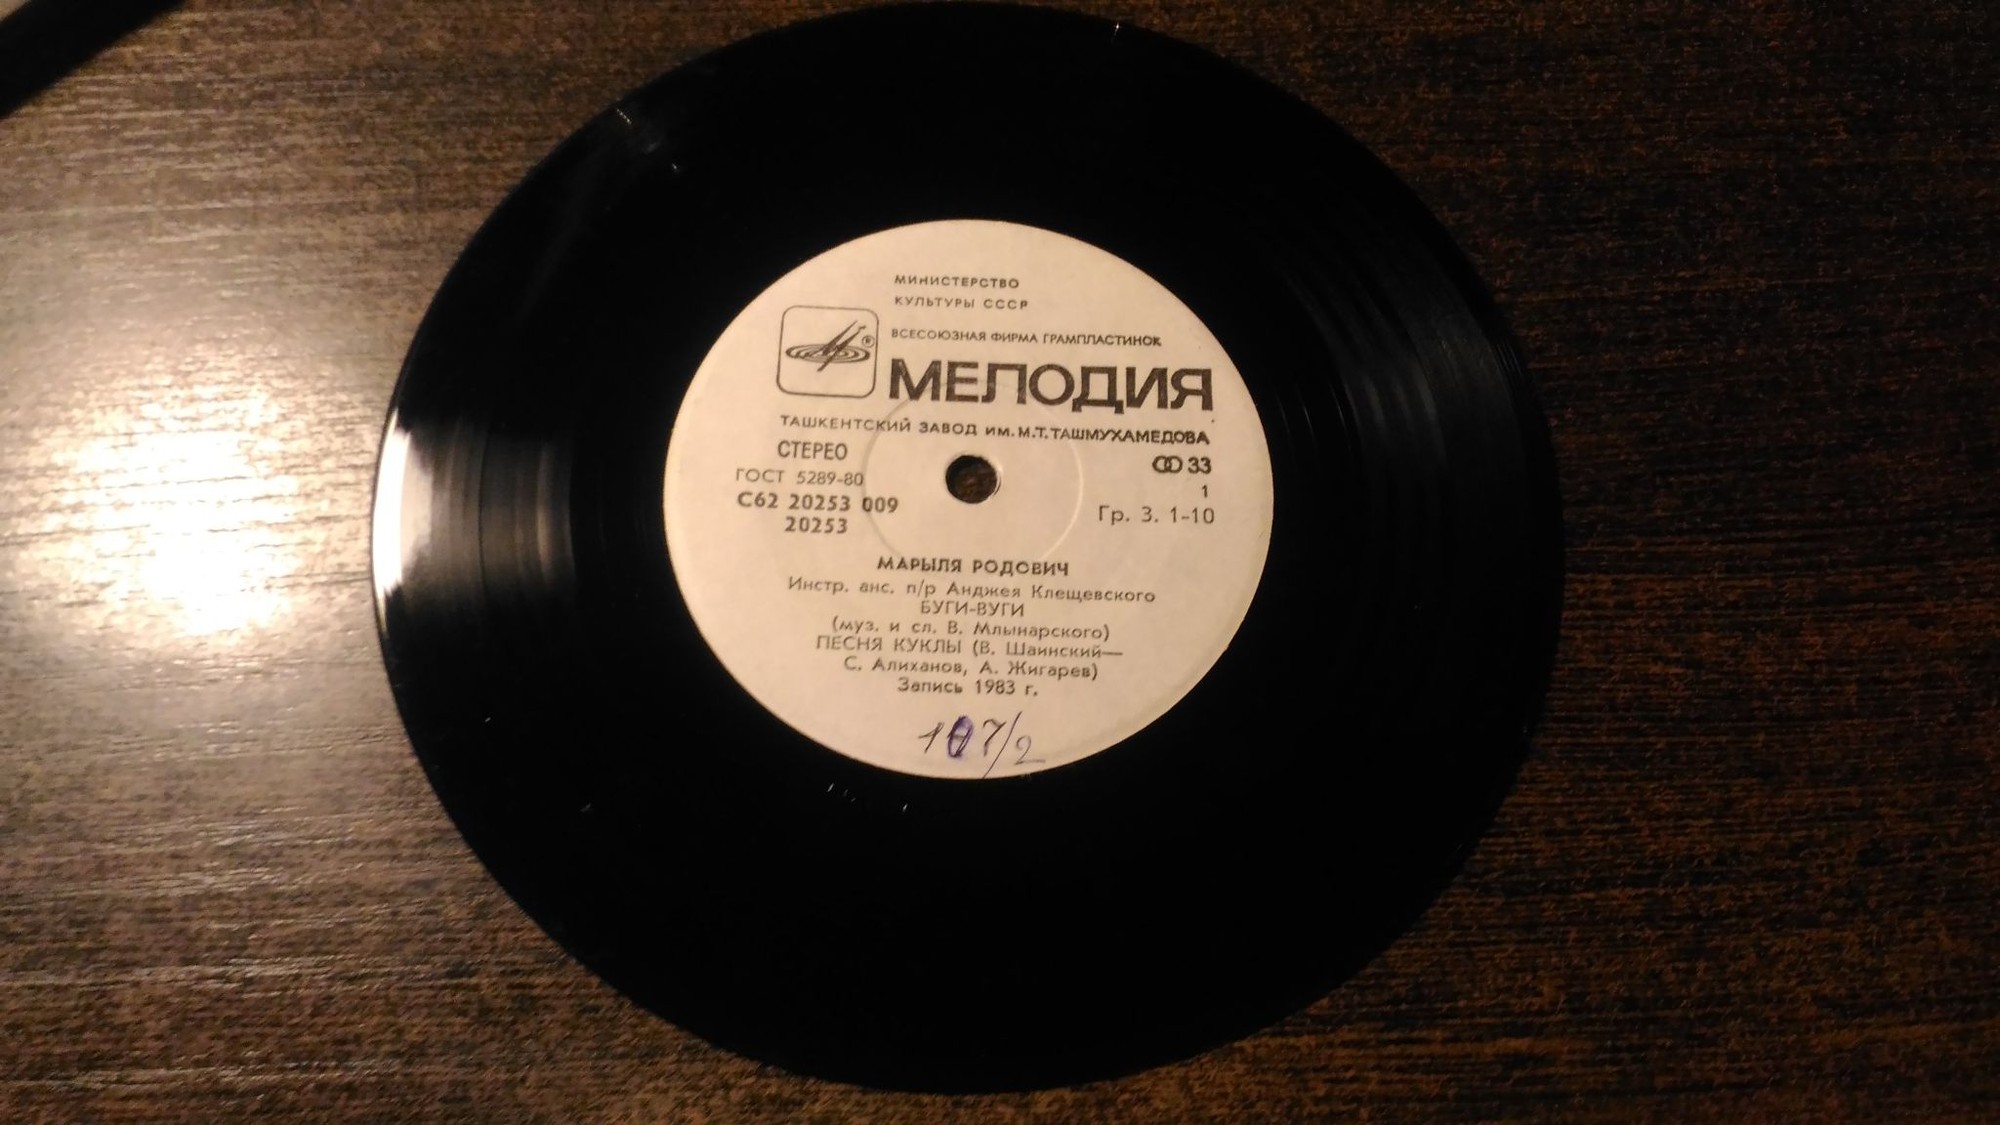 МИНИСТЕРСТВО
КУЛЬТУРЫ СССР
ВСЕСОЮЗНАЯ ФИРМА ГРАМПЛАСТИНОК
®
МЕЛОДИЯ
ТАШКЕНТСКИЙ ЗАВОД ИМ. М.Т. ТАШМУХАМЕДОВА
СТЕРЕО
33
ГОСТ 5289-80
1
С62 20253 009
Гр. 3. 1-10
20253
МАРЫЛЯ РОДОВИЧ
Инстр. анс. п/р Анджея Клещевского
БУГИ-ВУГИ
(муз. и сл. В. Млынарского)
ПЕСНЯ КУКЛЫ (В. Шаинский—
С. Алиханов, А. Жигарев)
Запись 1983 г.
107/2